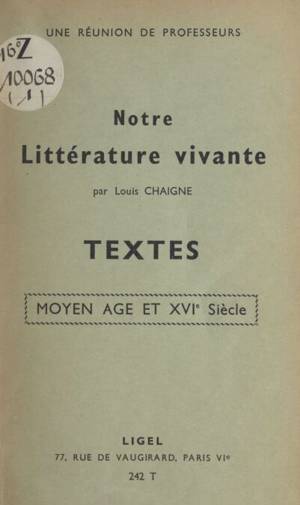 UNE RÉUNION DE PROFESSEURS
16° Z
10068
(1)
Notre
Littérature vivante
par Louis CHAIGNE
TEXTES
MOYEN AGE ET XVIe Siècle
LIGEL
77, RUE DE VAUGIRARD, PARIS VIe
242 T